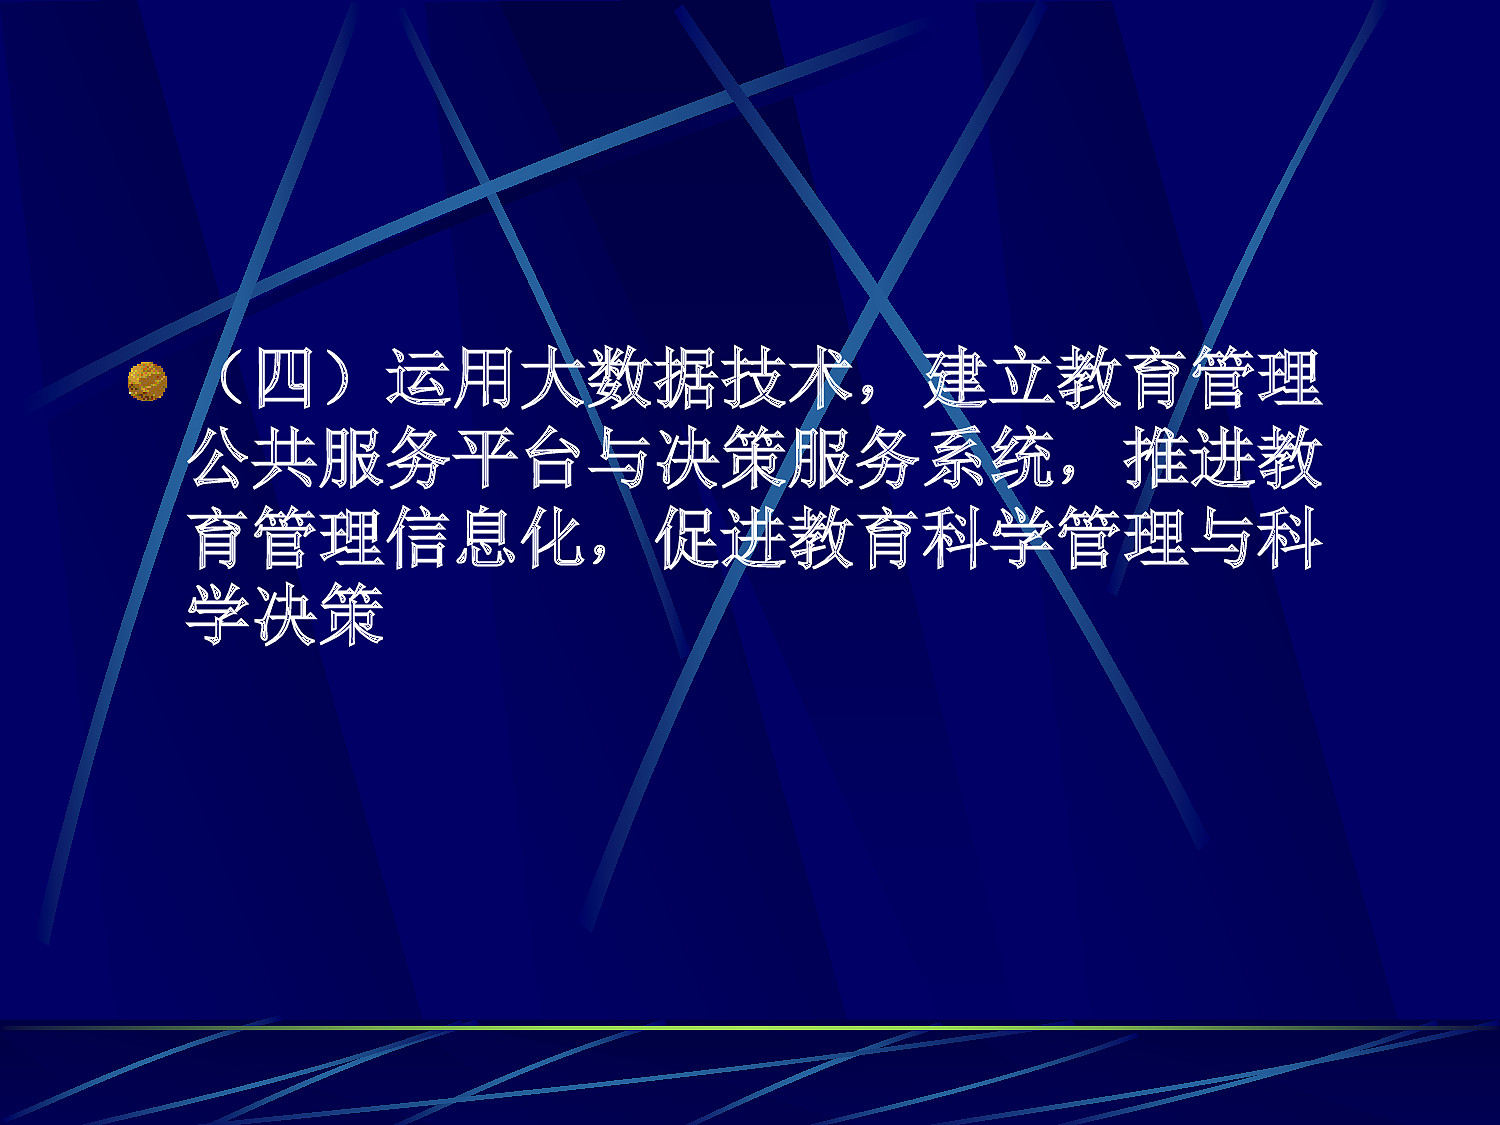 （四）运用大数据技术，建立教育管理
公共服务平台与决策服务系统，推进教
育管理信息化，促进教育科学管理与科
学决策